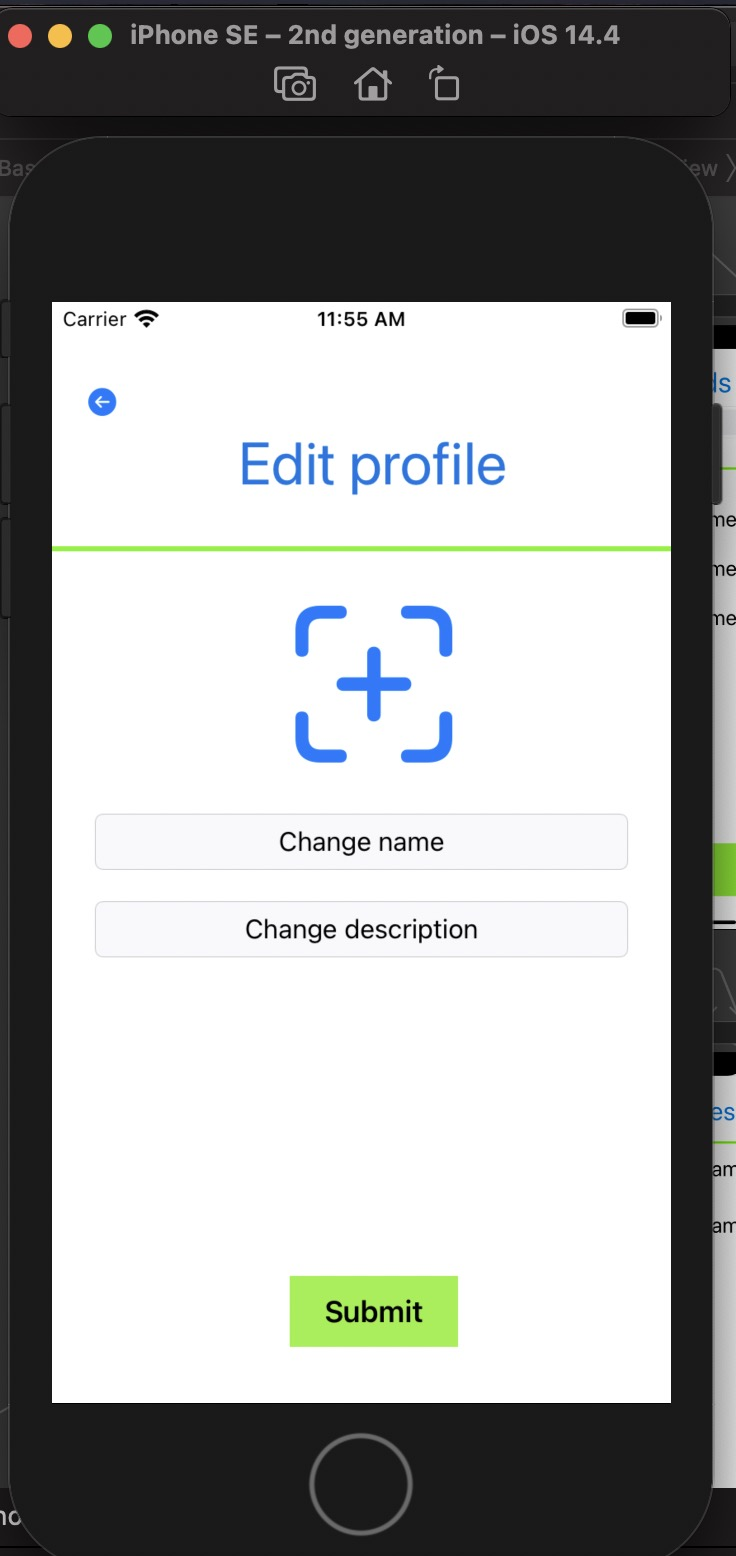 iPhone SE – 2nd generation – iOS 14.4
Carrier
11:55 AM
Edit profile
Change name
Change description
Submit